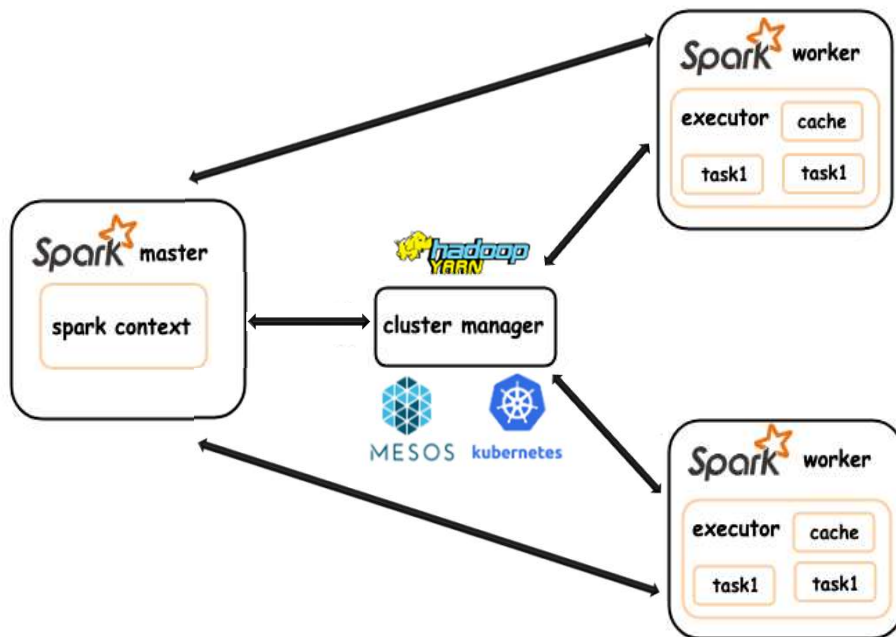 Spark worker
executor
cache
task1
task1
Spark master
spark context
hadoop
YARN
cluster manager
MESOS
kubernetes
Spark worker
executor
cache
task1
task1